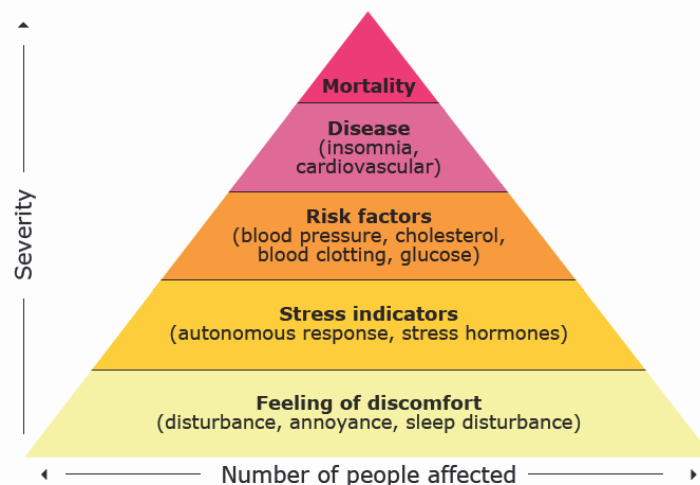 Mortality
Disease
(insomnia,
cardiovascular)
Risk factors
(blood pressure, cholesterol,
blood clotting, glucose)
Stress indicators
(autonomous response, stress hormones)
Feeling of discomfort
(disturbance, annoyance, sleep disturbance)
Severity
Number of people affected